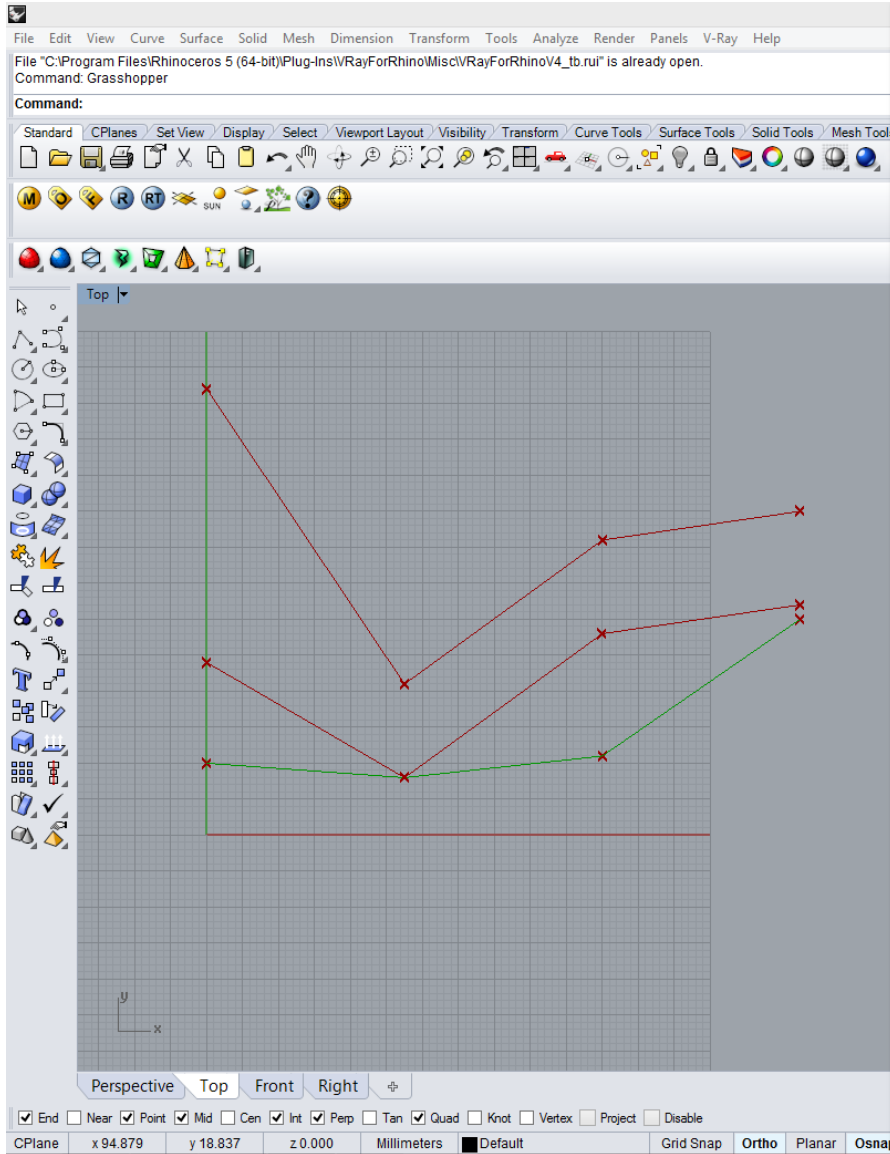 File Edit View Curve Surface Solid Mesh Dimension Transform Tools Analyze Render Panels V-Ray Help
File "C:\Program Files\Rhinoceros 5 (64-bit)\Plug-Ins\VRayForRhino\Misc\VRayForRhinoV4_tb.rui" is already open.
Command: Grasshopper
Command:
Standard CPlanes Set View Display Select Viewport Layout Visibility Transform Curve Tools Surface Tools Solid Tools Mesh Tool
M O F R RT SUN ?
Top
T
y
x
Perspective Top Front Right
End Near Point Mid Cen Int Perp Tan Quad Knot Vertex Project Disable
CPlane x 94.879 y 18.837 z 0.000 Millimeters Default Grid Snap Ortho Planar Osnap